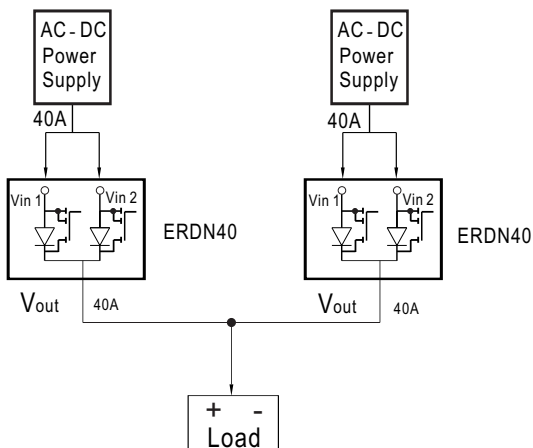 AC - DC
Power
Supply
AC - DC
Power
Supply
40A
40A
Vin 1
Vin 2
ERDN40
Vin 1
Vin 2
ERDN40
Vout
40A
Vout
40A
+ -
Load